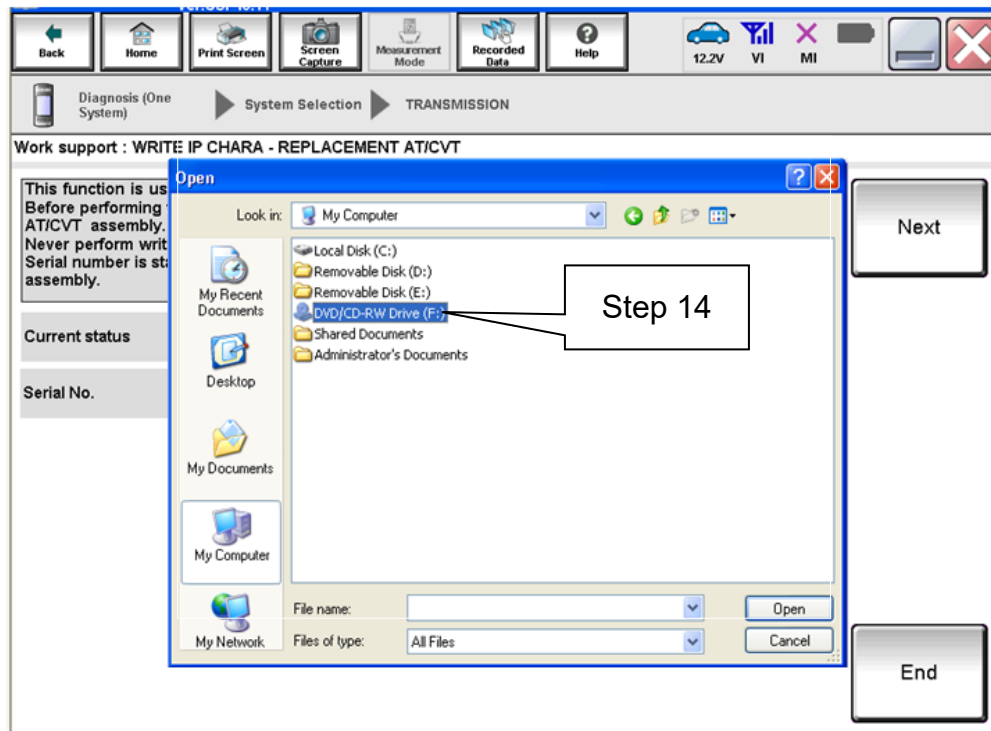 Back
Home
Print Screen
Screen
Capture
Measurement
Mode
Recorded
Data
Help
12.2V
VI
MI
Diagnosis (One
System)
System Selection
TRANSMISSION
Work support : WRITE IP CHARA - REPLACEMENT AT/CVT
This function is us
Before performing
AT/CVT assembly.
Never perform writ
Serial number is sta
assembly.
Current status
Serial No.
Open
Look in:
My Computer
My Recent
Documents
Desktop
My Documents
My Computer
My Network
Local Disk (C:)
Removable Disk (D:)
Removable Disk (E:)
DVD/CD-RW Drive (F:)
Shared Documents
Administrator's Documents
Step 14
File name:
Open
Files of type:
All Files
Cancel
Next
End